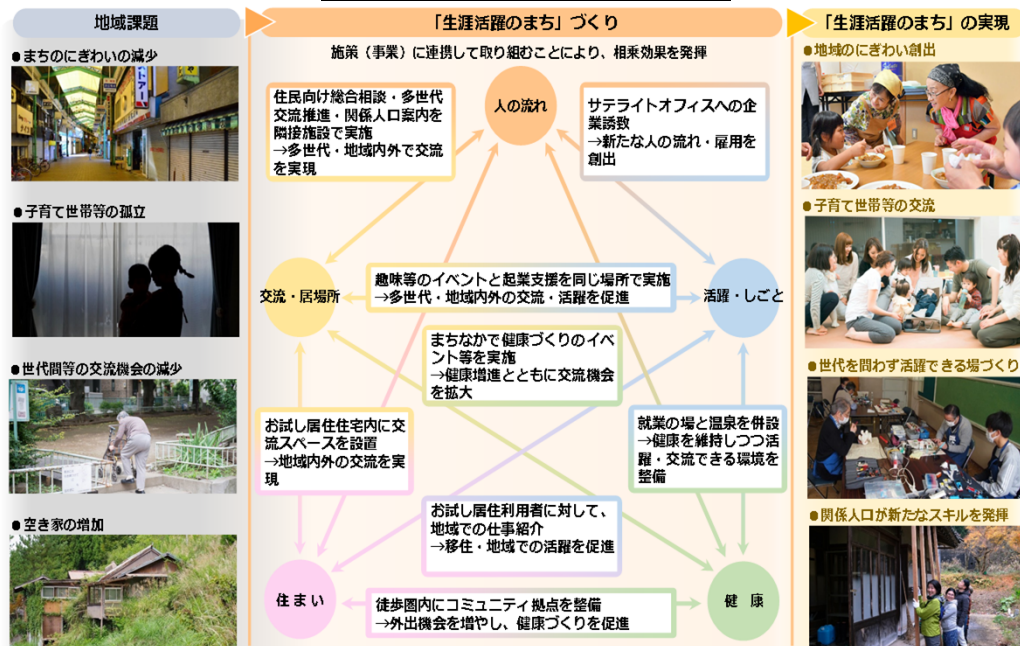 地域課題
「生涯活躍のまち」づくり
「生涯活躍のまち」の実現
●まちのにぎわいの減少
●子育て世帯等の孤立
●世代間等の交流機会の減少
●空き家の増加
施策（事業）に連携して取り組むことにより、相乗効果を発揮
人の流れ
住民向け総合相談・多世代
交流推進・関係人口案内を
隣接施設で実施
→多世代・地域内外で交流
を実現
サテライトオフィスへの企
業誘致
→新たな人の流れ・雇用を
創出
交流・居場所
趣味等のイベントと起業支援を同じ場所で実施
→多世代・地域内外の交流・活躍を促進
活躍・しごと
まちなかで健康づくりのイベ
ント等を実施
→健康増進とともに交流機会
を拡大
お試し居住住宅内に交
流スペースを設置
→地域内外の交流を実
現
就業の場と温泉を併設
→健康を維持しつつ活
躍・交流できる環境を
整備
お試し居住利用者に対して、
地域での仕事紹介
→移住・地域での活躍を促進
住まい
徒歩圏内にコミュニティ拠点を整備
→外出機会を増やし、健康づくりを促進
健康
●地域のにぎわい創出
●子育て世帯等の交流
●世代を問わず活躍できる場づくり
●関係人口が新たなスキルを発揮